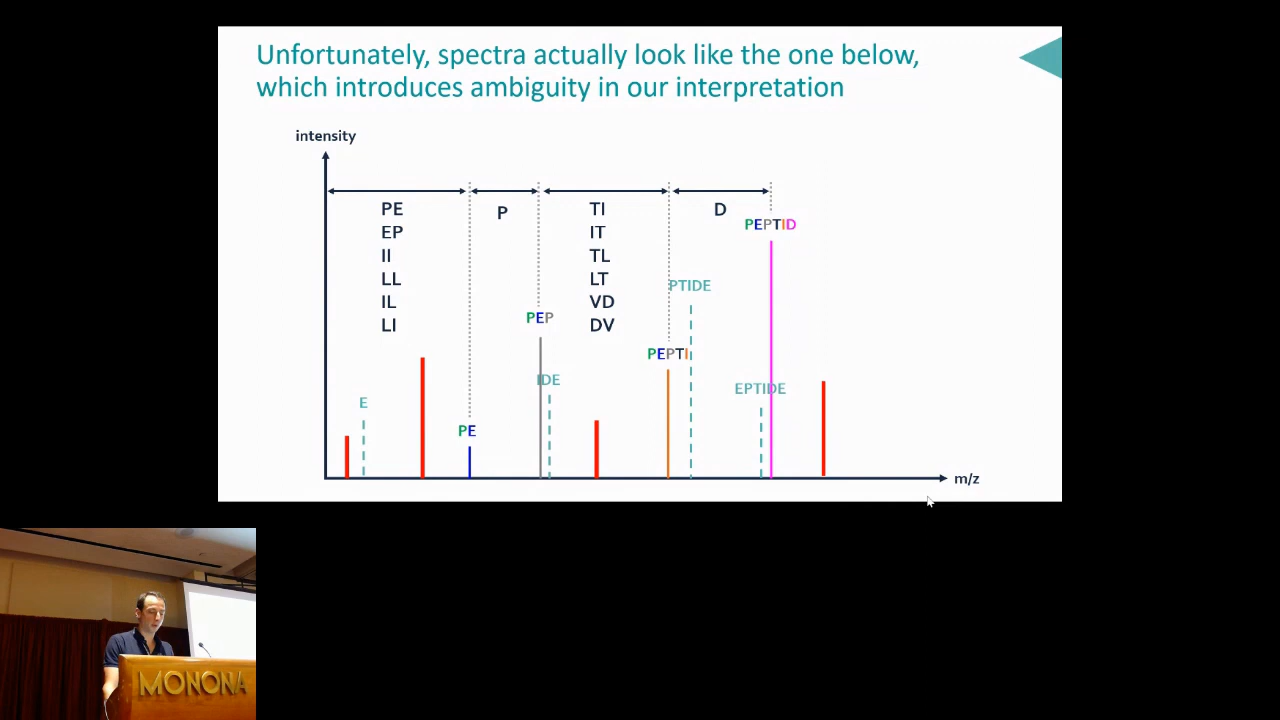 Unfortunately, spectra actually look like the one below,
which introduces ambiguity in our interpretation
intensity
PE
EP
II
LL
IL
LI
P
TI
IT
TL
LT
VD
DV
D
PEPTID
PTIDE
PEP
PEPTI
IDE
EPTIDE
E
PE
m/z
MONONA